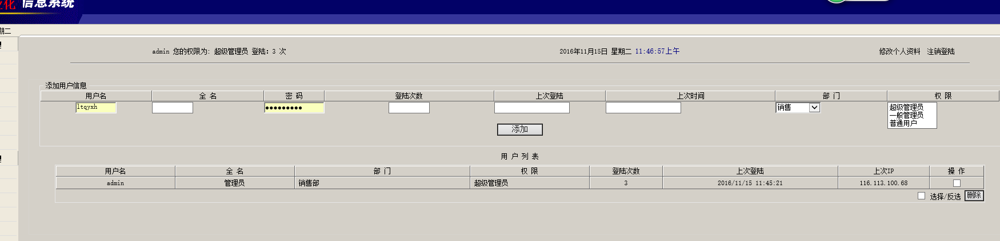 化 信息系统
期二
admin 您的权限为: 超级管理员 登陆: 3 次 2016年11月15日 星期二 11:46:57上午 修改个人资料 注销登陆
添加用户信息
用户名 全 名 密 码 登陆次数 上次登陆 上次时间 部 门 权 限
ltqyxh ●●●●●●●●● 销售 超级管理员
一般管理员
普通用户
添加
用 户 列 表
用户名 全 名 部 门 权 限 登陆次数 上次登陆 上次IP 操 作
admin 管理员 销售部 超级管理员 3 2016/11/15 11:45:21 116.113.100.68
选择/反选 删除